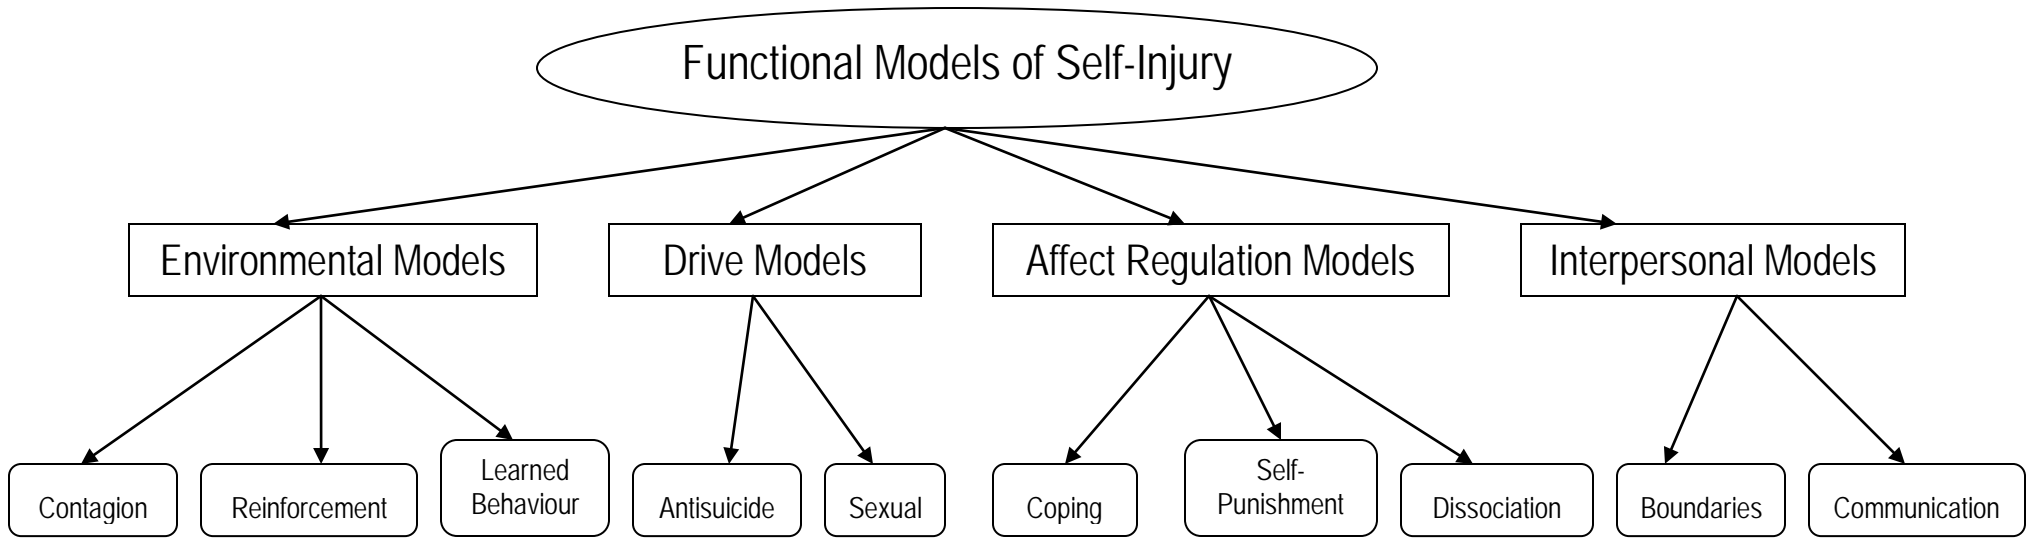 Functional Models of Self-Injury
Environmental Models
Drive Models
Affect Regulation Models
Interpersonal Models
Contagion
Reinforcement
Learned
Behaviour
Antisuicide
Sexual
Coping
Self-
Punishment
Dissociation
Boundaries
Communication